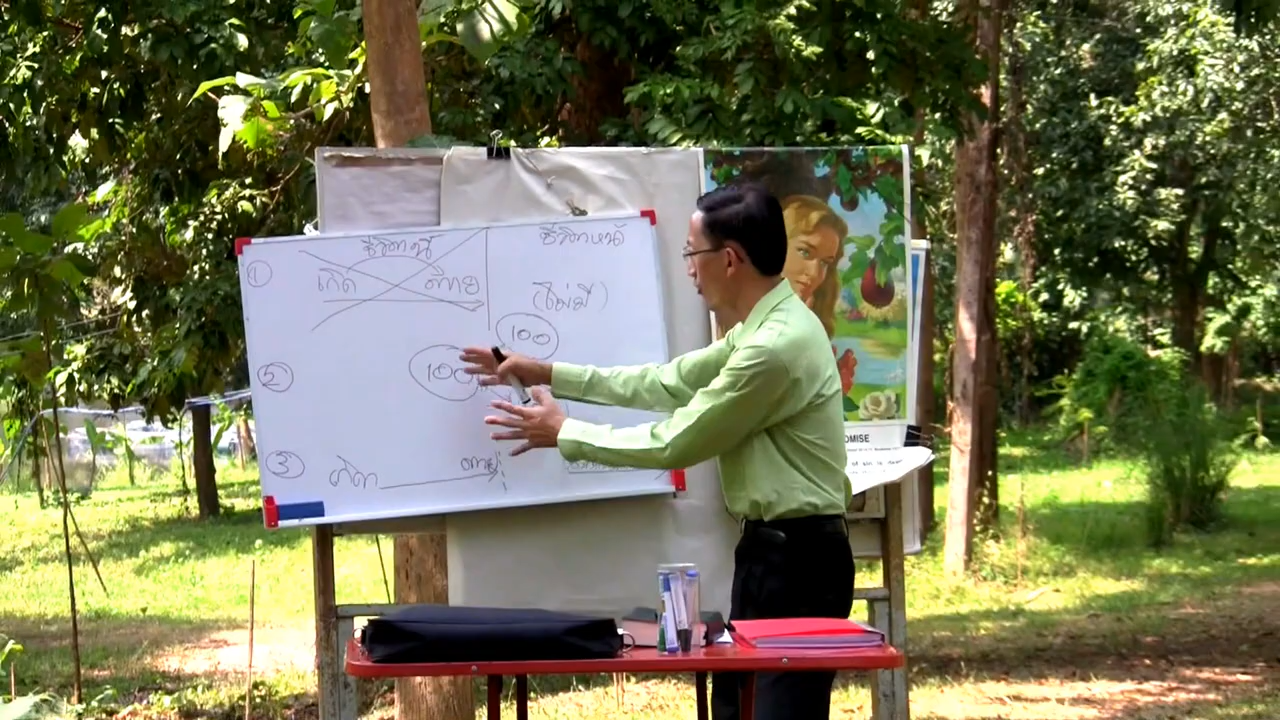 ชีวิตนี้ ชีวิตหน้า
1 เกิด ตาย (ไม่มี)
100
2 100
3 เกิด ตาย
OMISE